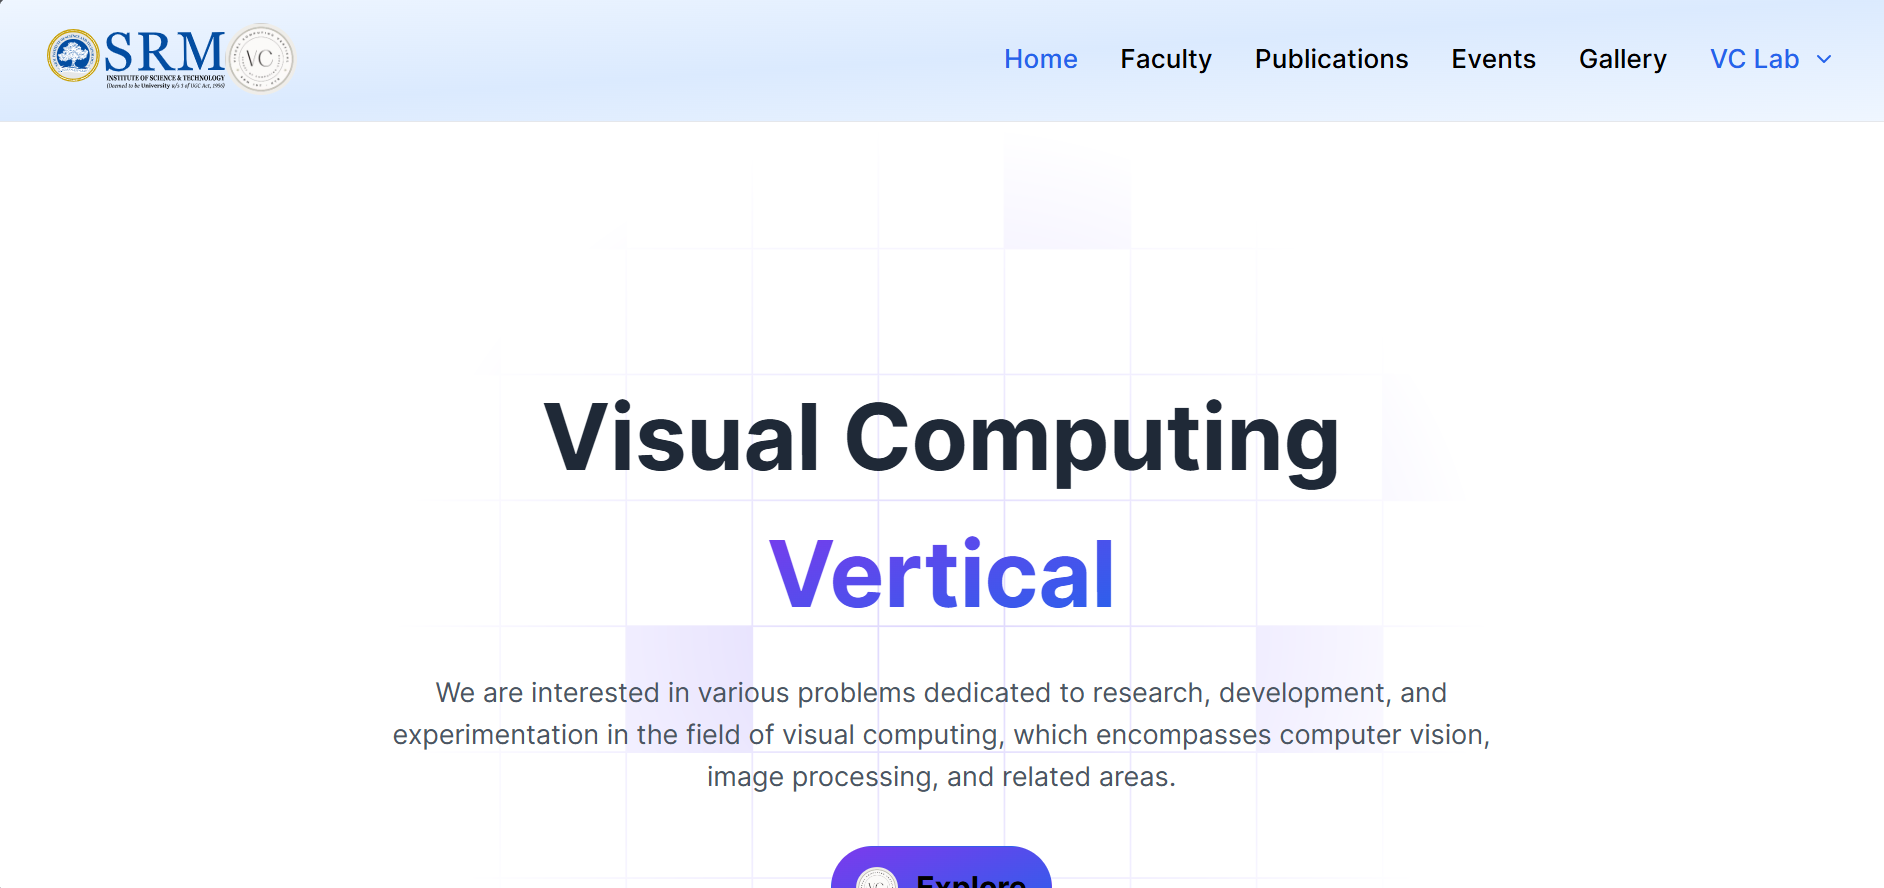 SRM
INSTITUTE OF SCIENCE & TECHNOLOGY
(Deemed to be University u/s 3 of UGC Act, 1956)
VC
Home
Faculty
Publications
Events
Gallery
VC Lab
Visual Computing
Vertical
We are interested in various problems dedicated to research, development, and
experimentation in the field of visual computing, which encompasses computer vision,
image processing, and related areas.
VC
Explore